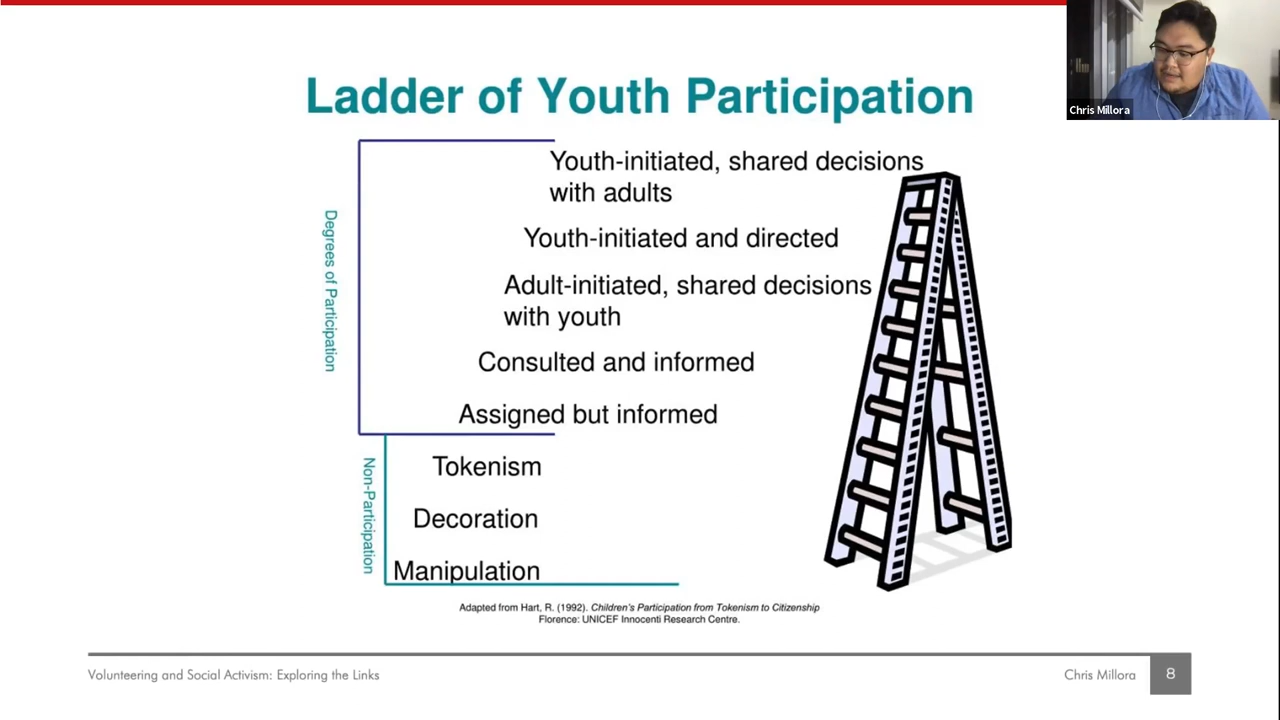 Chris Millora
Ladder of Youth Participation
Degrees of Participation
Youth-initiated, shared decisions
with adults
Youth-initiated and directed
Adult-initiated, shared decisions
with youth
Consulted and informed
Assigned but informed
Non-Participation
Tokenism
Decoration
Manipulation
Adapted from Hart, R. (1992). Children's Participation from Tokenism to Citizenship
Florence: UNICEF Innocenti Research Centre.
Volunteering and Social Activism: Exploring the Links
Chris Millora
8